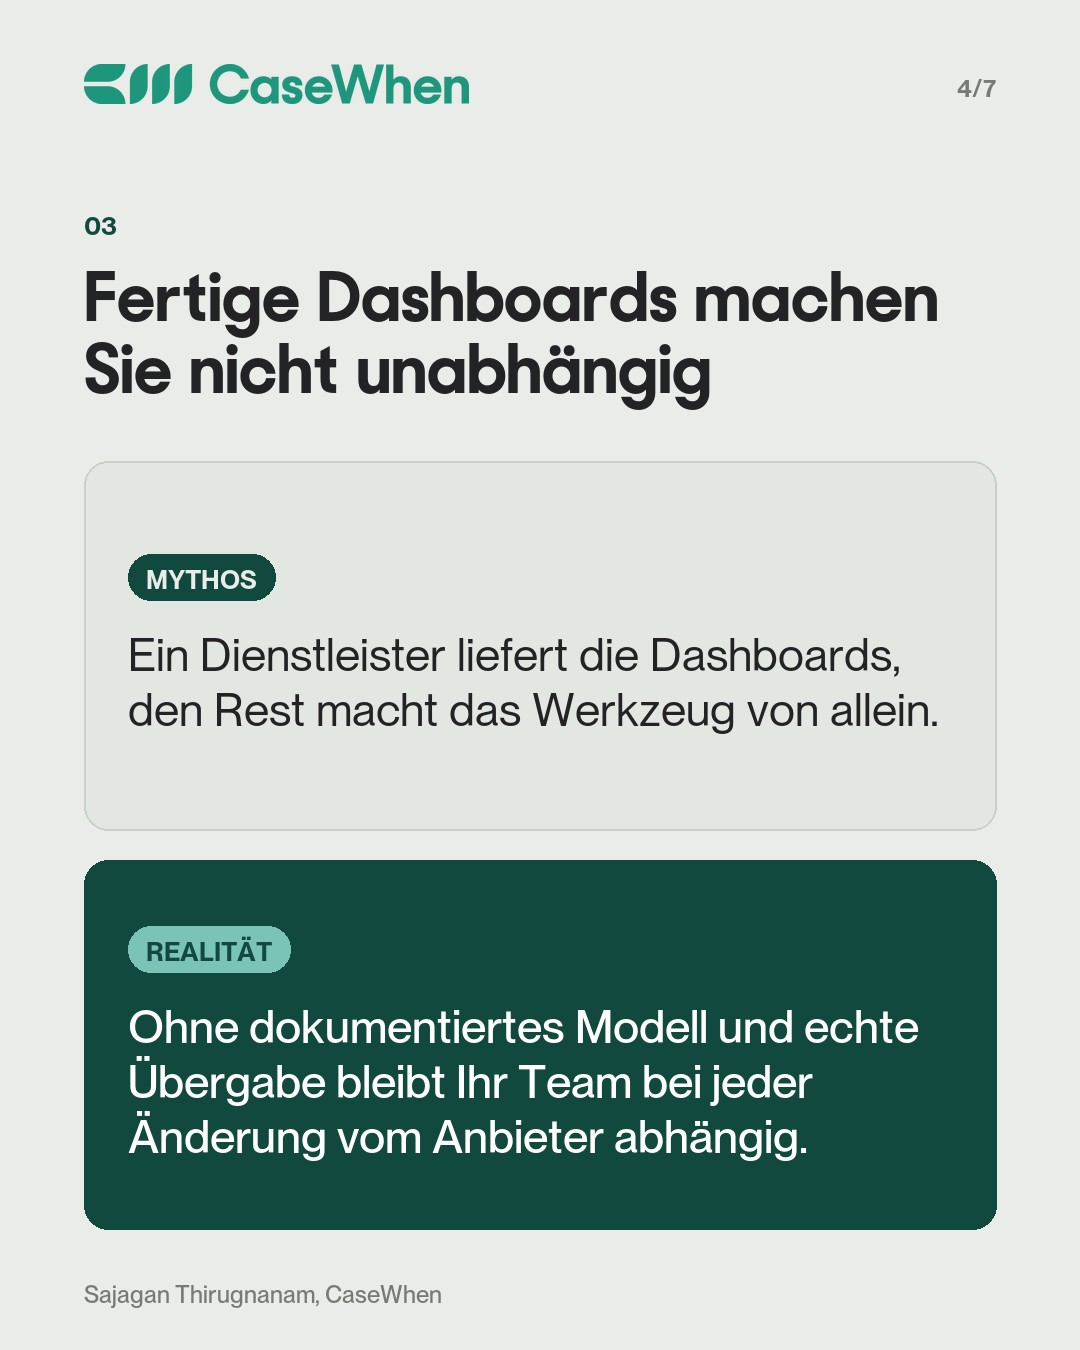 CaseWhen
4/7
03
Fertige Dashboards machen
Sie nicht unabhängig
MYTHOS
Ein Dienstleister liefert die Dashboards,
den Rest macht das Werkzeug von allein.
REALITÄT
Ohne dokumentiertes Modell und echte
Übergabe bleibt Ihr Team bei jeder
Änderung vom Anbieter abhängig.
Sajagan Thirugnanam, CaseWhen